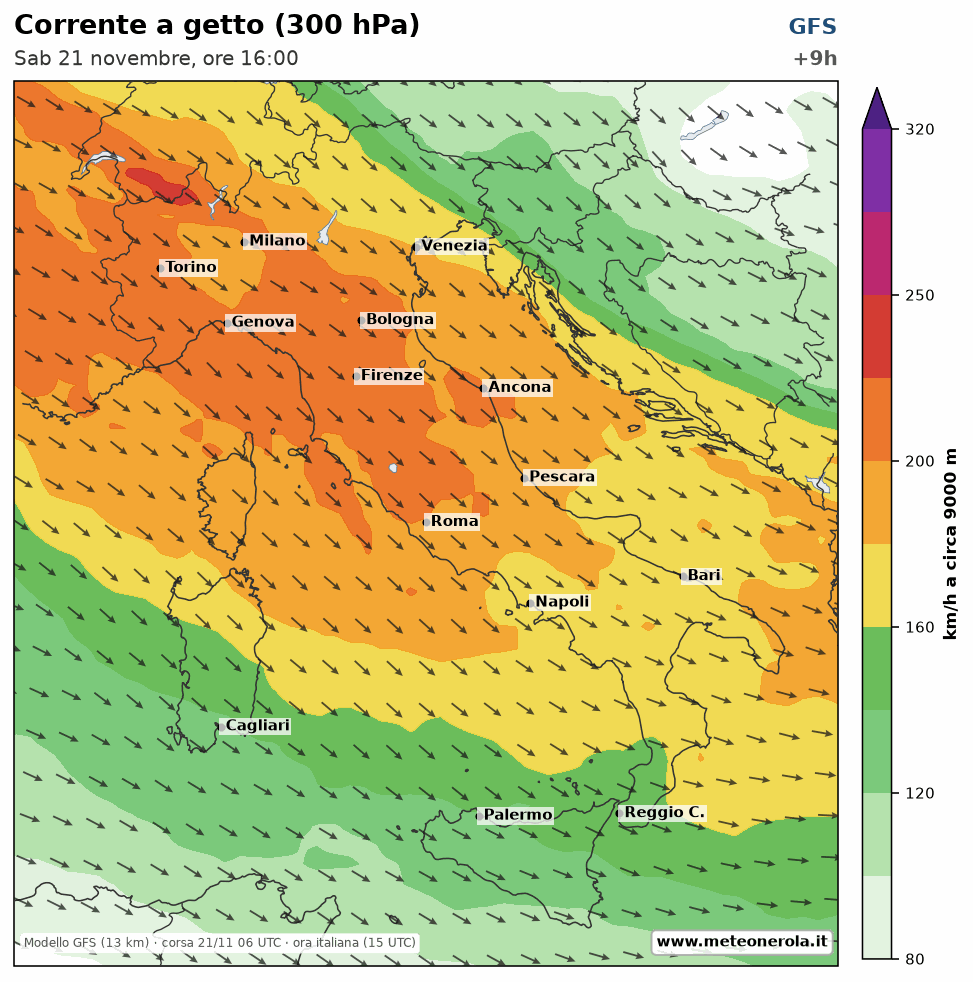 Corrente a getto (300 hPa)
GFS
Sab 21 novembre, ore 16:00
+9h
320
250
200
160
120
80
km/h a circa 9000 m
Milano
Venezia
Torino
Genova
Bologna
Firenze
Ancona
Pescara
Roma
Bari
Napoli
Cagliari
Palermo
Reggio C.
Modello GFS (13 km) · corsa 21/11 06 UTC · ora italiana (15 UTC)
www.meteonerola.it